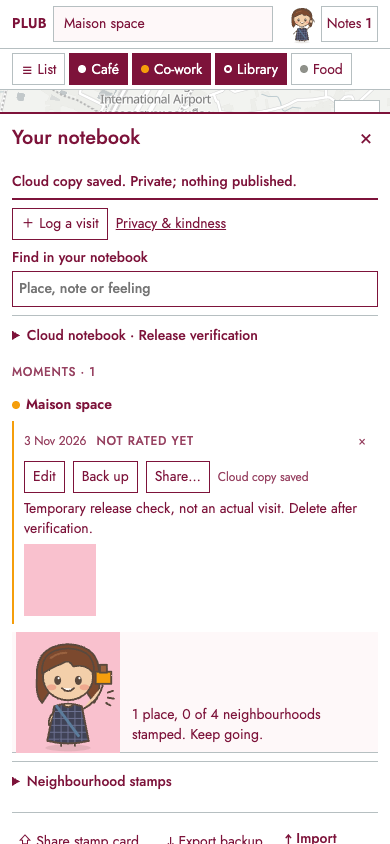 PLUB
Maison space
Notes 1
≡ List
Café
Co-work
Library
Food
International Airport
Your notebook
×
Cloud copy saved. Private; nothing published.
+ Log a visit
Privacy & kindness
Find in your notebook
Place, note or feeling
▶ Cloud notebook · Release verification
MOMENTS · 1
Maison space
3 Nov 2026 NOT RATED YET ×
Edit
Back up
Share...
Cloud copy saved
Temporary release check, not an actual visit. Delete after
verification.
1 place, 0 of 4 neighbourhoods
stamped. Keep going.
▶ Neighbourhood stamps
Share stamp card
↓ Export backup
↑ Import